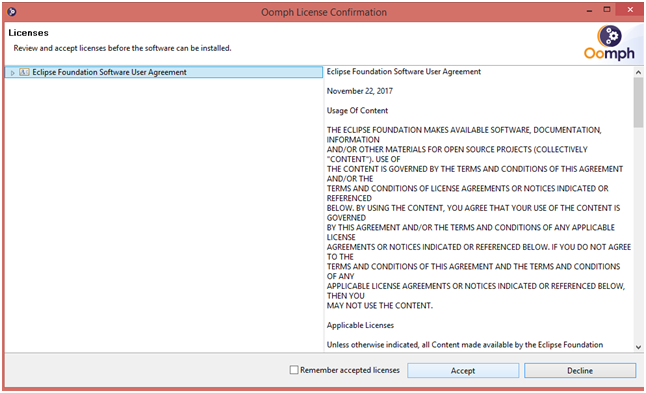 Oomph License Confirmation
Licenses
Review and accept licenses before the software can be installed.
Oomph
Eclipse Foundation Software User Agreement
Eclipse Foundation Software User Agreement
November 22, 2017
Usage Of Content
THE ECLIPSE FOUNDATION MAKES AVAILABLE SOFTWARE, DOCUMENTATION,
INFORMATION
AND/OR OTHER MATERIALS FOR OPEN SOURCE PROJECTS (COLLECTIVELY
"CONTENT"). USE OF
THE CONTENT IS GOVERNED BY THE TERMS AND CONDITIONS OF THIS AGREEMENT
AND/OR THE
TERMS AND CONDITIONS OF LICENSE AGREEMENTS OR NOTICES INDICATED OR
REFERENCED
BELOW. BY USING THE CONTENT, YOU AGREE THAT YOUR USE OF THE CONTENT IS
GOVERNED
BY THIS AGREEMENT AND/OR THE TERMS AND CONDITIONS OF ANY APPLICABLE
LICENSE
AGREEMENTS OR NOTICES INDICATED OR REFERENCED BELOW. IF YOU DO NOT AGREE
TO THE
TERMS AND CONDITIONS OF THIS AGREEMENT AND THE TERMS AND CONDITIONS
OF ANY
APPLICABLE LICENSE AGREEMENTS OR NOTICES INDICATED OR REFERENCED BELOW,
THEN YOU
MAY NOT USE THE CONTENT.
Applicable Licenses
Unless otherwise indicated, all Content made available by the Eclipse Foundation
Remember accepted licenses
Accept
Decline